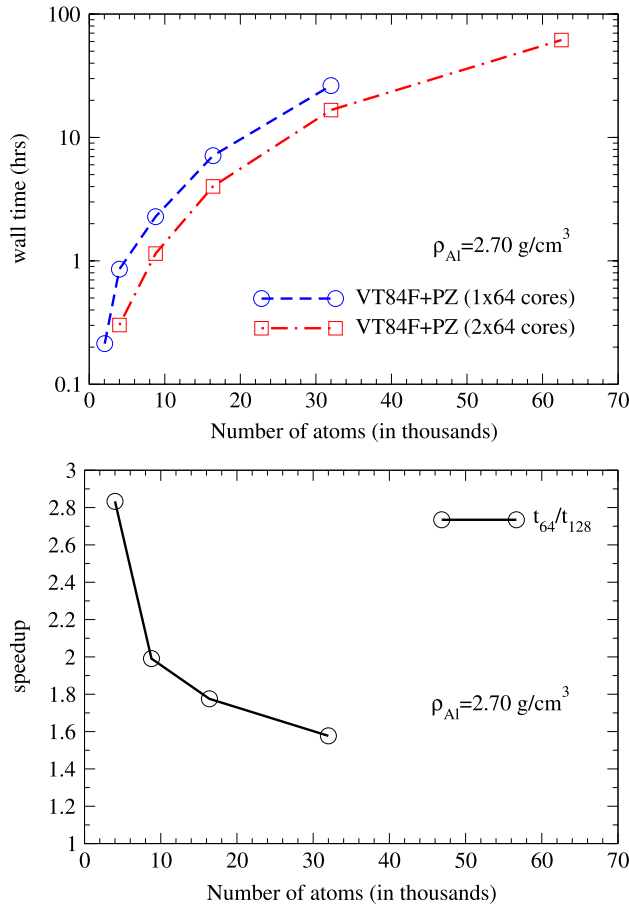 100
10
1
0.1
wall time (hrs)
ρAl=2.70 g/cm3
VT84F+PZ (1x64 cores)
VT84F+PZ (2x64 cores)
0 10 20 30 40 50 60 70
Number of atoms (in thousands)
3
2.8
2.6
2.4
2.2
2
1.8
1.6
1.4
1.2
1
speedup
t64/t128
ρAl=2.70 g/cm3
0 10 20 30 40 50 60 70
Number of atoms (in thousands)